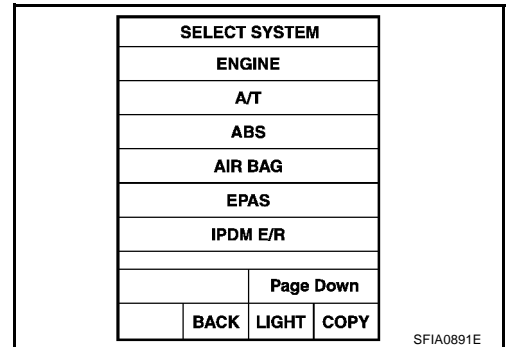 SELECT SYSTEM
ENGINE
A/T
ABS
AIR BAG
EPAS
IPDM E/R
Page Down
BACK LIGHT COPY
SFIA0891E